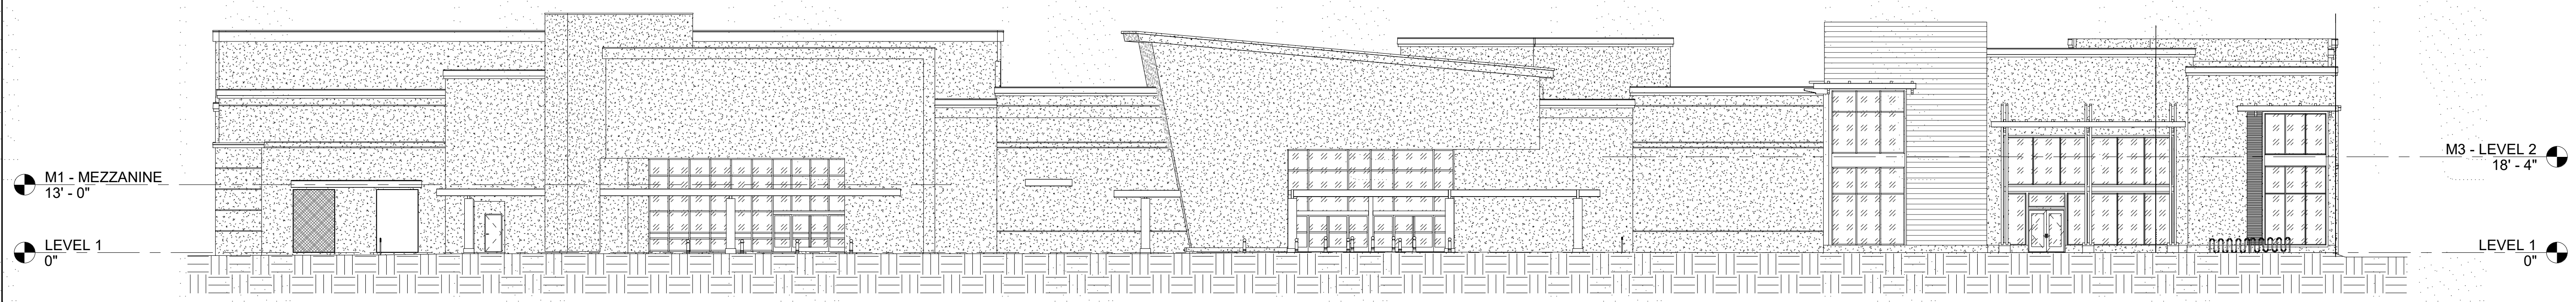 M1 - MEZZANINE
13' - 0"
LEVEL 1
0"
M3 - LEVEL 2
18' - 4"
LEVEL 1
0"